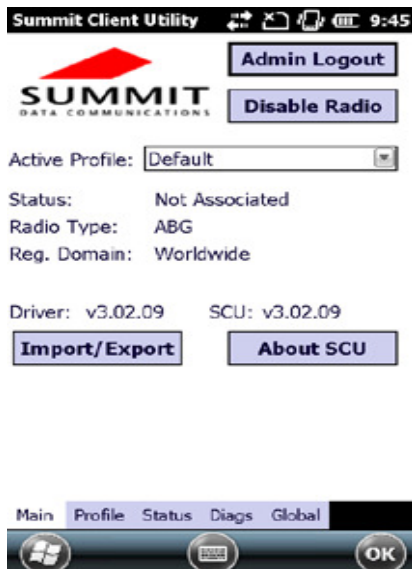 Summit Client Utility 9:45
Admin Logout
SUMMIT
DATA COMMUNICATIONS
Disable Radio
Active Profile: Default
Status: Not Associated
Radio Type: ABG
Reg. Domain: Worldwide
Driver: v3.02.09 SCU: v3.02.09
Import/Export About SCU
Main Profile Status Diags Global
OK